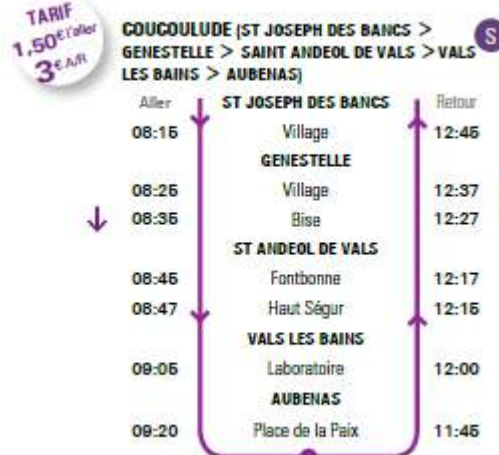 TARIF
1,50€ l'aller
3€ A/R
COUCOULUDE (ST JOSEPH DES BANCS >
GENESTELLE > SAINT ANDEOL DE VALS > VALS
LES BAINS > AUBENAS)
S
Aller ST JOSEPH DES BANCS Retour
08:15 Village 12:45
GENESTELLE
08:25 Village 12:37
08:35 Bise 12:27
ST ANDEOL DE VALS
08:45 Fontbonne 12:17
08:47 Haut Ségur 12:15
VALS LES BAINS
09:05 Laboratoire 12:00
AUBENAS
09:20 Place de la Paix 11:45